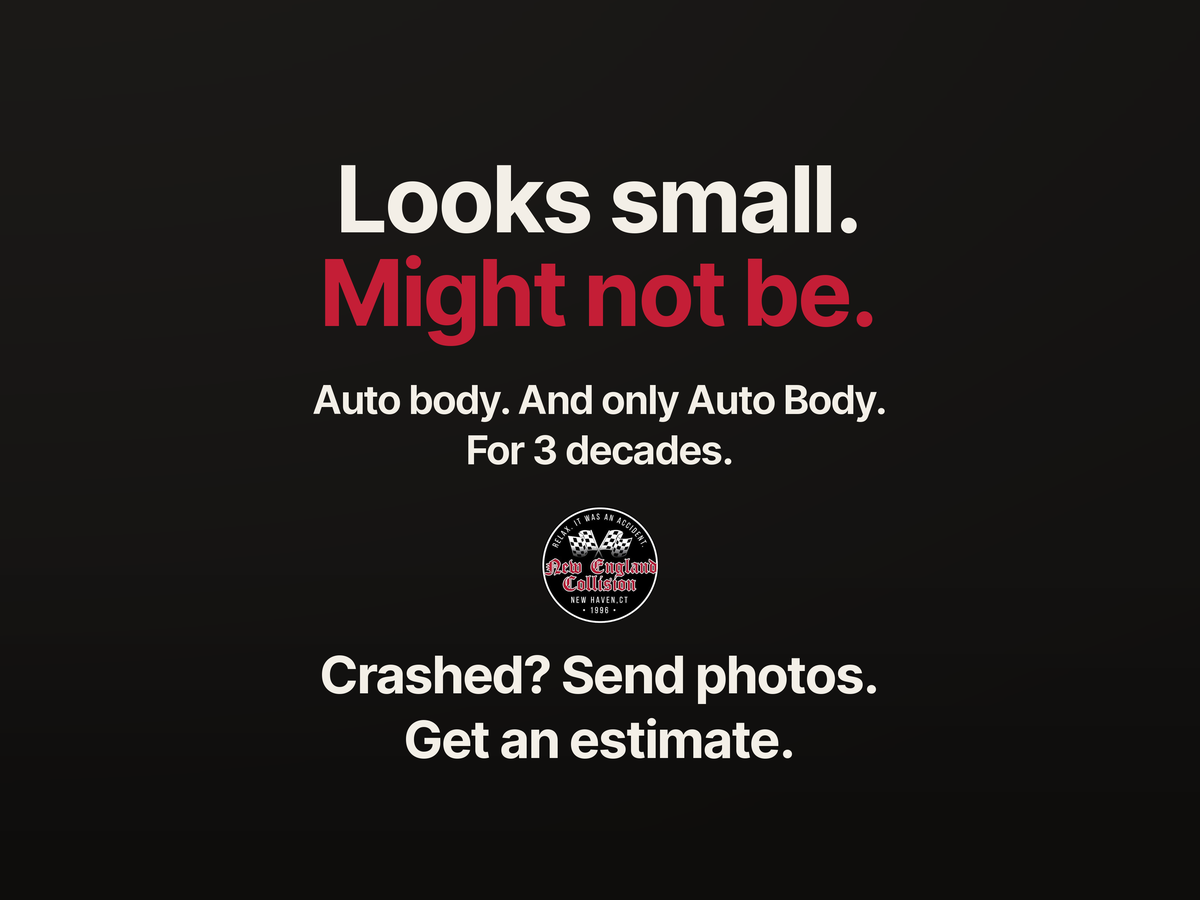 Looks small.
Might not be.
Auto body. And only Auto Body.
For 3 decades.
RELAX, IT WAS AN ACCIDENT.
New England
Collision
NEW HAVEN, CT
• 1996 •
Crashed? Send photos.
Get an estimate.